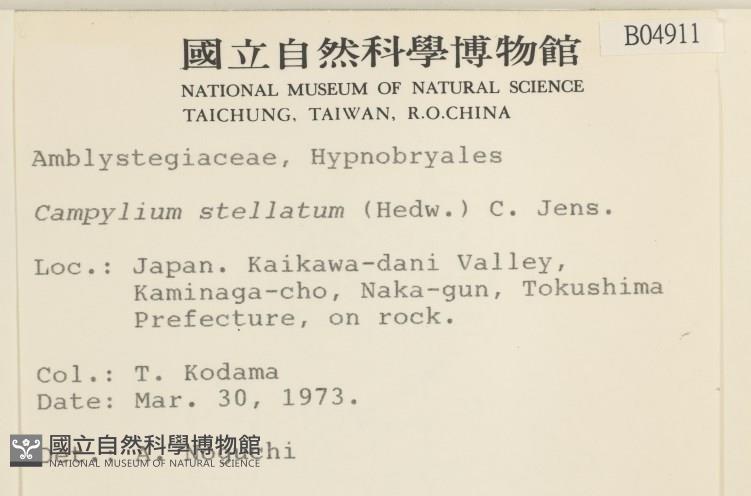 國立自然科學博物館
B04911
NATIONAL MUSEUM OF NATURAL SCIENCE
TAICHUNG, TAIWAN, R.O.CHINA
Amblystegiaceae, Hypnobryales
Campylium stellatum (Hedw.) C. Jens.
Loc.: Japan. Kaikawa-dani Valley,
Kaminaga-cho, Naka-gun, Tokushima
Prefecture, on rock.
Col.: T. Kodama
Date: Mar. 30, 1973.
Det.: A. Noguchi
國立自然科學博物館
NATIONAL MUSEUM OF NATURAL SCIENCE